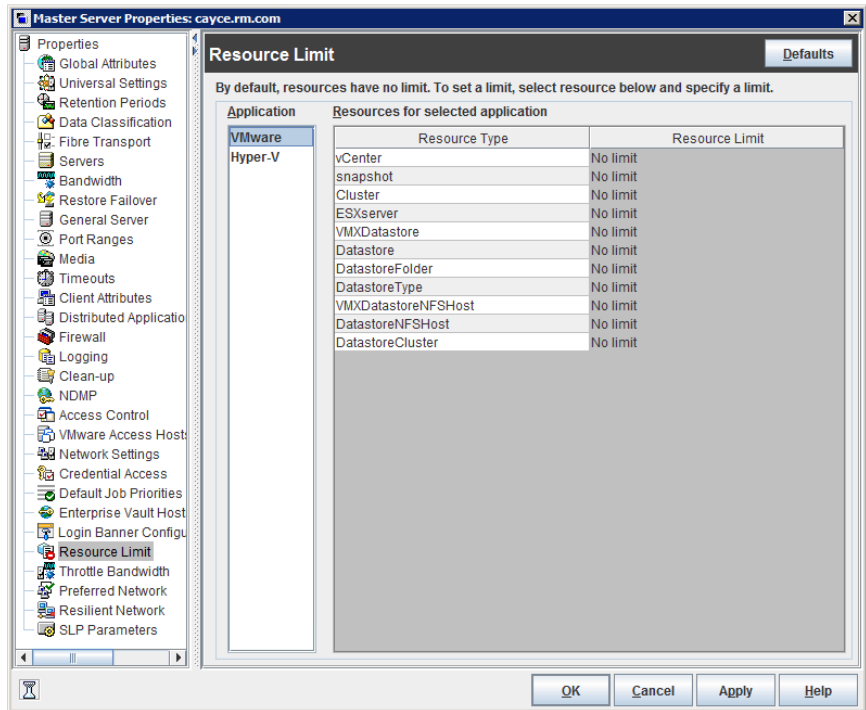 Master Server Properties: cayce.rm.com
Properties
Global Attributes
Universal Settings
Retention Periods
Data Classification
Fibre Transport
Servers
Bandwidth
Restore Failover
General Server
Port Ranges
Media
Timeouts
Client Attributes
Distributed Applicatio
Firewall
Logging
Clean-up
NDMP
Access Control
VMware Access Hosts
Network Settings
Credential Access
Default Job Priorities
Enterprise Vault Host
Login Banner Configu
Resource Limit
Throttle Bandwidth
Preferred Network
Resilient Network
SLP Parameters
Resource Limit
Defaults
By default, resources have no limit. To set a limit, select resource below and specify a limit.
Application
VMware
Hyper-V
Resources for selected application
Resource Type Resource Limit
vCenter No limit
snapshot No limit
Cluster No limit
ESXserver No limit
VMXDatastore No limit
Datastore No limit
DatastoreFolder No limit
DatastoreType No limit
VMXDatastoreNFSHost No limit
DatastoreNFSHost No limit
DatastoreCluster No limit
OK Cancel Apply Help